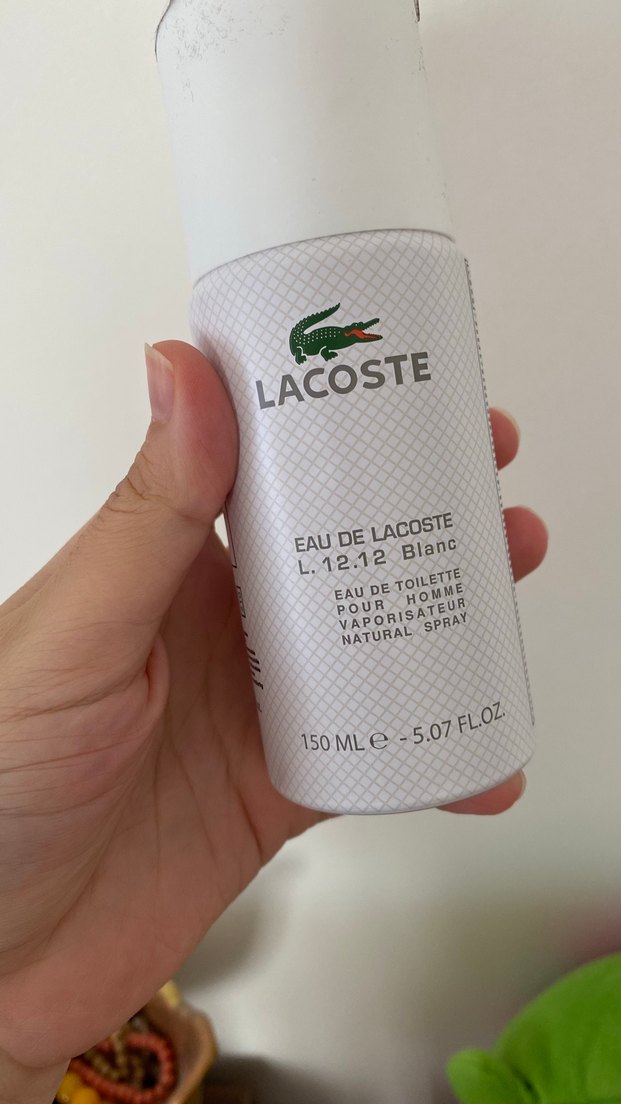 LACOSTE
EAU DE LACOSTE
L.12.12 Blanc
EAU DE TOILETTE
POUR HOMME
VAPORISATEUR
NATURAL SPRAY
150 ML ℮ - 5.07 FL.OZ.